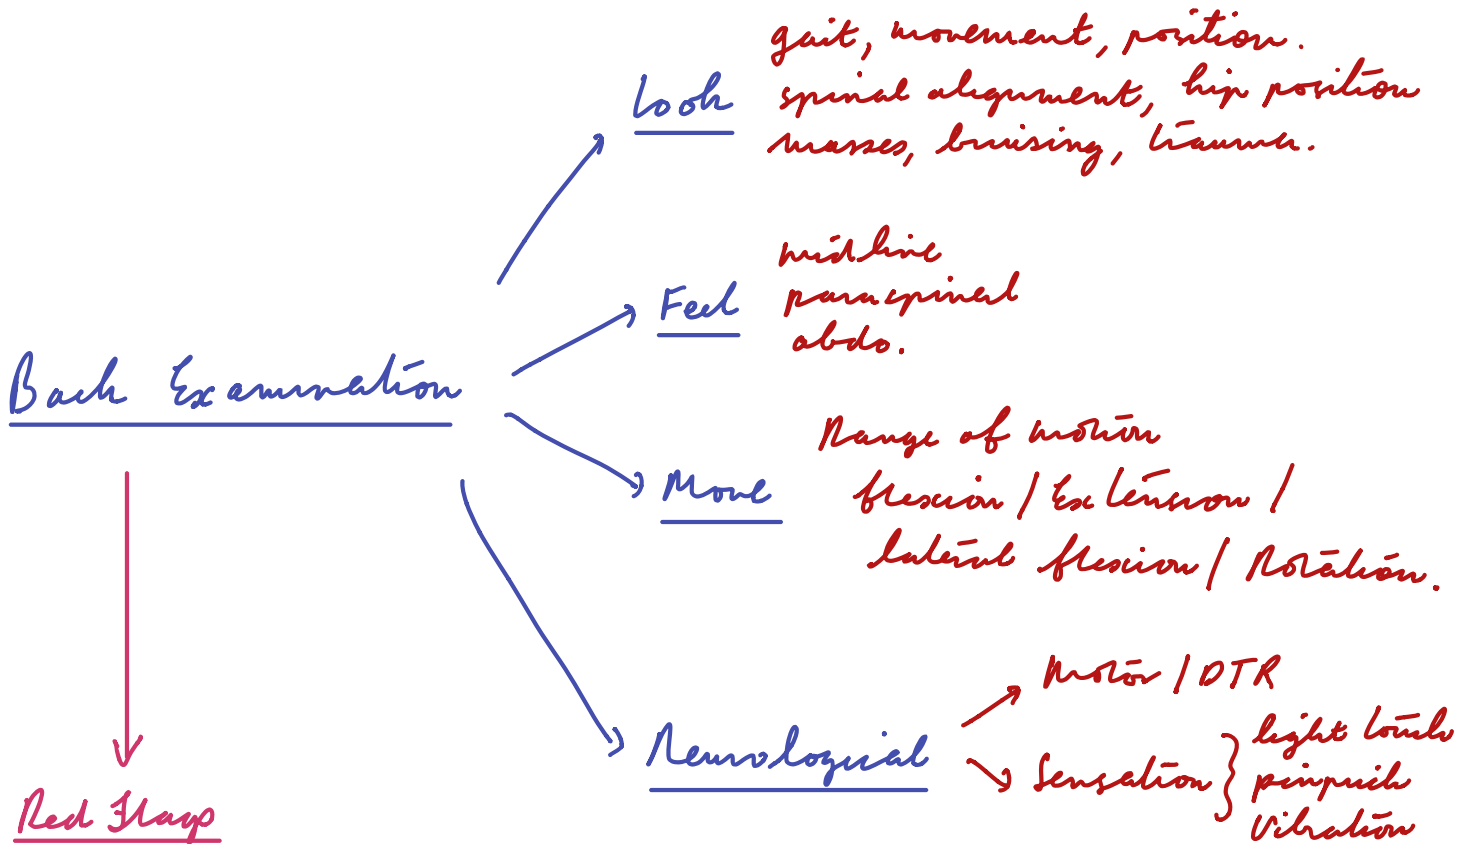 gait, movement, position.
Look
spinal alignment, hip position
masses, bruising, trauma.
midline
Feel
paraspinal
abdo.
Back Examination
Range of motion
Move
flexion / Extension /
lateral flexion / Rotation.
Motor / DTR
Neurological
light touch
Sensation
pinprick
vibration
Red Flags